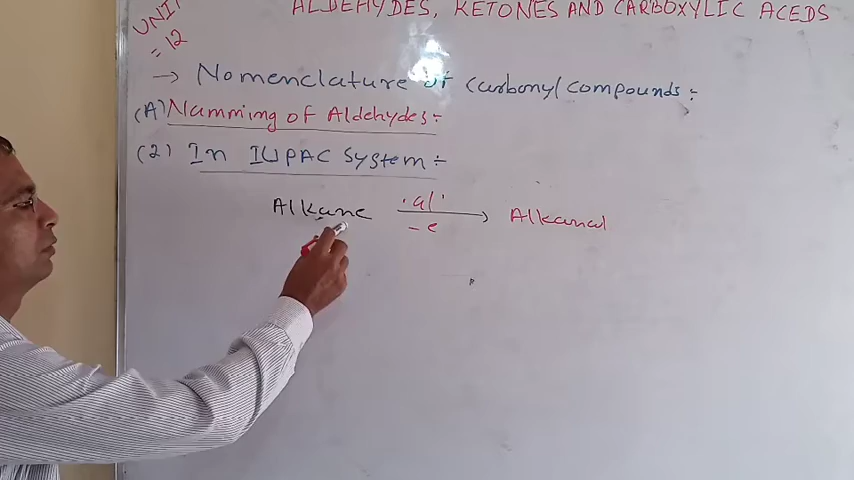 UNIT
= 12
ALDEHYDES, KETONES AND CARBOXYLIC ACEDS
→ Nomenclature of Carbonyl compounds :
(A) Namming of Aldehydes :-
(2) In IUPAC System :-
Alkane 'al' - e → Alkanal